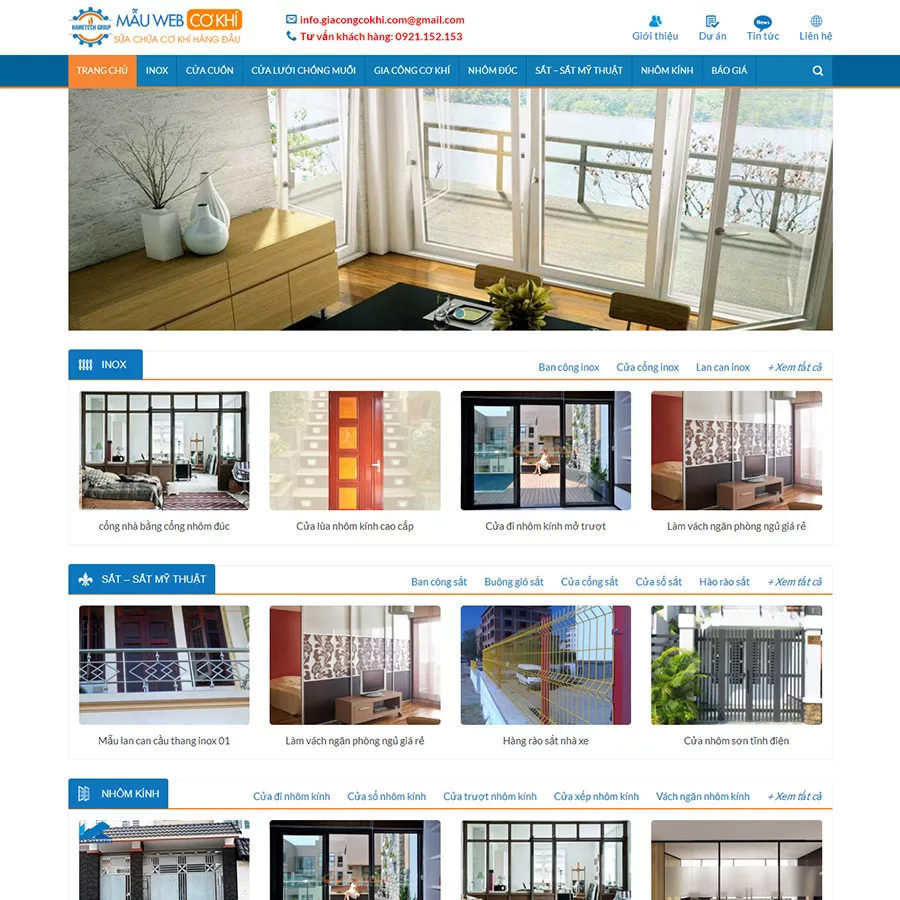 HAMETECH GROUP
MẪU WEB CƠ KHÍ
SỬA CHỮA CƠ KHÍ HÀNG ĐẦU
info.giacongcokhi.com@gmail.com
Tư vấn khách hàng: 0921.152.153
Giới thiệu
Dự án
News
Tin tức
Liên hệ
TRANG CHỦ
INOX
CỬA CUỐN
CỬA LƯỚI CHỐNG MUỖI
GIA CÔNG CƠ KHÍ
NHÔM ĐÚC
SẮT – SẮT MỸ THUẬT
NHÔM KÍNH
BÁO GIÁ
INOX
Ban công inox
Cửa cổng inox
Lan can inox
+ Xem tất cả
cổng nhà bằng cổng nhôm đúc
Cửa lùa nhôm kính cao cấp
Cửa đi nhôm kính mở trượt
Làm vách ngăn phòng ngủ giá rẻ
SẮT – SẮT MỸ THUẬT
Ban công sắt
Buông gió sắt
Cửa cổng sắt
Cửa sổ sắt
Hào rào sắt
+ Xem tất cả
Mẫu lan can cầu thang inox 01
Làm vách ngăn phòng ngủ giá rẻ
Hàng rào sắt nhà xe
Cửa nhôm sơn tĩnh điện
NHÔM KÍNH
Cửa đi nhôm kính
Cửa sổ nhôm kính
Cửa trượt nhôm kính
Cửa xếp nhôm kính
Vách ngăn nhôm kính
+ Xem tất cả